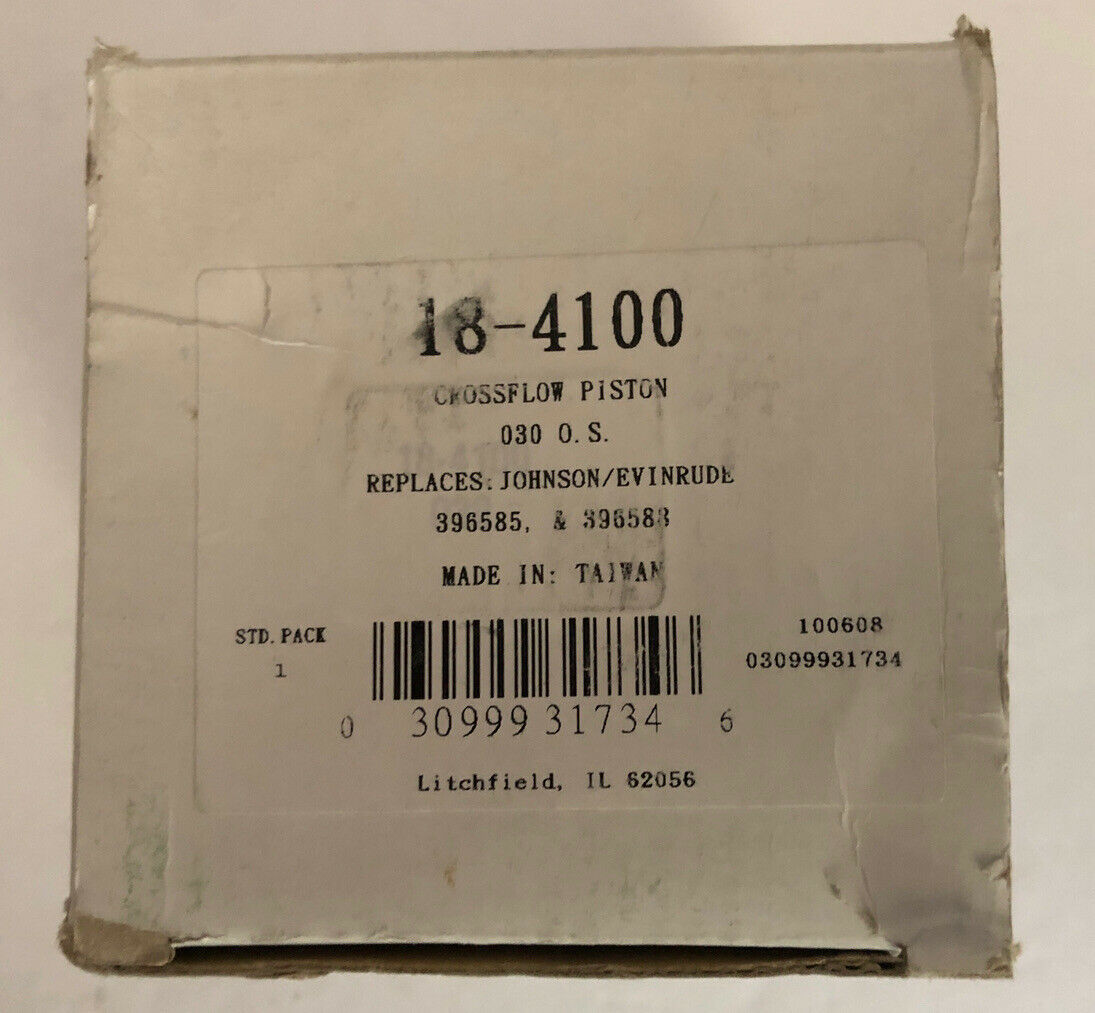 18-4100
CROSSFLOW PiSTON
030 O.S.
REPLACES: JOHNSON/EVINRUDE
396585, & 396588
MADE IN: TAIWAN
STD. PACK
1
100608
03099931734
0 30999 31734 6
Litchfield, IL 62056